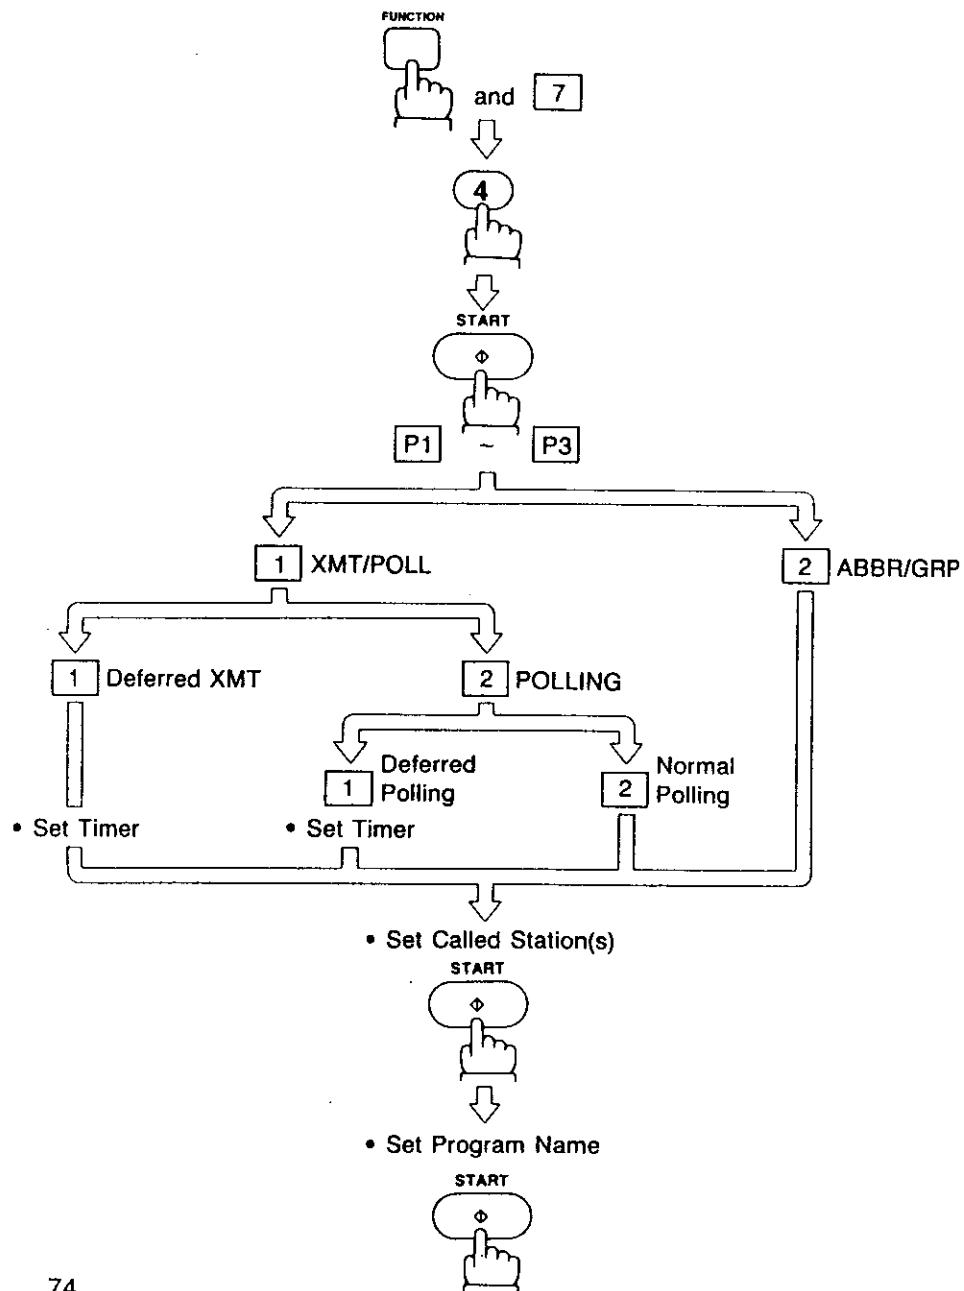 FUNCTION
and 7
4
START
P1 ~ P3
1 XMT/POLL
2 ABBR/GRP
1 Deferred XMT
2 POLLING
1 Deferred Polling
2 Normal Polling
• Set Timer
• Set Timer
• Set Called Station(s)
START
• Set Program Name
START
74